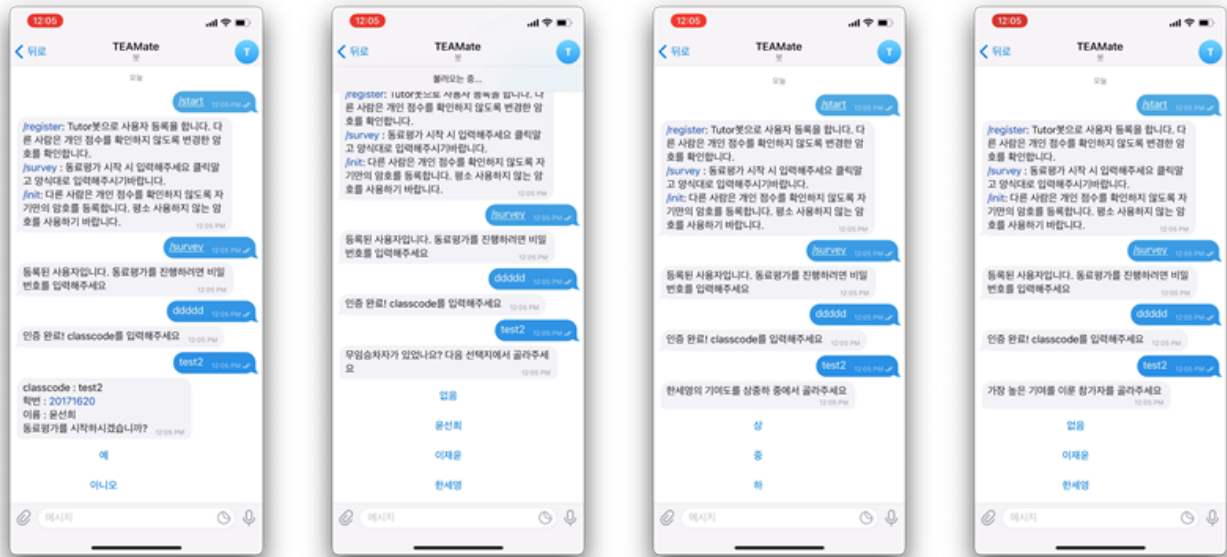 12:05
뒤로
TEAMate
봇
T
오늘
/start 12:05 PM
/register: Tutor봇으로 사용자 등록을 합니다. 다
른 사람은 개인 점수를 확인하지 않도록 변경한 암
호를 확인합니다.
/survey : 동료평가 시작 시 입력해주세요 클릭말
고 양식대로 입력해주시기바랍니다.
/init: 다른 사람은 개인 점수를 확인하지 않도록 자
기만의 암호를 등록합니다. 평소 사용하지 않는 암
호를 사용하기 바랍니다. 12:05 PM
/survey 12:05 PM
등록된 사용자입니다. 동료평가를 진행하려면 비밀
번호를 입력해주세요 12:05 PM
ddddd 12:05 PM
인증 완료! classcode를 입력해주세요 12:05 PM
test2 12:05 PM
classcode : test2
학번 : 20171620
이름 : 윤선희
동료평가를 시작하시겠습니까? 12:05 PM
예
아니오
메시지
12:05
뒤로
TEAMate
봇
T
불러오는 중...
/register: Tutor봇으로 사용자 등록을 합니다. 다
른 사람은 개인 점수를 확인하지 않도록 변경한 암
호를 확인합니다.
/survey : 동료평가 시작 시 입력해주세요 클릭말
고 양식대로 입력해주시기바랍니다.
/init: 다른 사람은 개인 점수를 확인하지 않도록 자
기만의 암호를 등록합니다. 평소 사용하지 않는 암
호를 사용하기 바랍니다. 12:05 PM
/survey 12:05 PM
등록된 사용자입니다. 동료평가를 진행하려면 비밀
번호를 입력해주세요 12:05 PM
ddddd 12:05 PM
인증 완료! classcode를 입력해주세요 12:05 PM
test2 12:05 PM
무임승차자가 있었나요? 다음 선택지에서 골라주세
요 12:05 PM
없음
윤선희
이재윤
한세영
메시지
12:05
뒤로
TEAMate
봇
T
오늘
/start 12:05 PM
/register: Tutor봇으로 사용자 등록을 합니다. 다
른 사람은 개인 점수를 확인하지 않도록 변경한 암
호를 확인합니다.
/survey : 동료평가 시작 시 입력해주세요 클릭말
고 양식대로 입력해주시기바랍니다.
/init: 다른 사람은 개인 점수를 확인하지 않도록 자
기만의 암호를 등록합니다. 평소 사용하지 않는 암
호를 사용하기 바랍니다. 12:05 PM
/survey 12:05 PM
등록된 사용자입니다. 동료평가를 진행하려면 비밀
번호를 입력해주세요 12:05 PM
ddddd 12:05 PM
인증 완료! classcode를 입력해주세요 12:05 PM
test2 12:05 PM
한세영의 기여도를 상중하 중에서 골라주세요
12:05 PM
상
중
하
메시지
12:05
뒤로
TEAMate
봇
T
오늘
/start 12:05 PM
/register: Tutor봇으로 사용자 등록을 합니다. 다
른 사람은 개인 점수를 확인하지 않도록 변경한 암
호를 확인합니다.
/survey : 동료평가 시작 시 입력해주세요 클릭말
고 양식대로 입력해주시기바랍니다.
/init: 다른 사람은 개인 점수를 확인하지 않도록 자
기만의 암호를 등록합니다. 평소 사용하지 않는 암
호를 사용하기 바랍니다. 12:05 PM
/survey 12:05 PM
등록된 사용자입니다. 동료평가를 진행하려면 비밀
번호를 입력해주세요 12:05 PM
ddddd 12:05 PM
인증 완료! classcode를 입력해주세요 12:05 PM
test2 12:05 PM
가장 높은 기여를 이룬 참가자를 골라주세요
12:05 PM
없음
이재윤
한세영
메시지